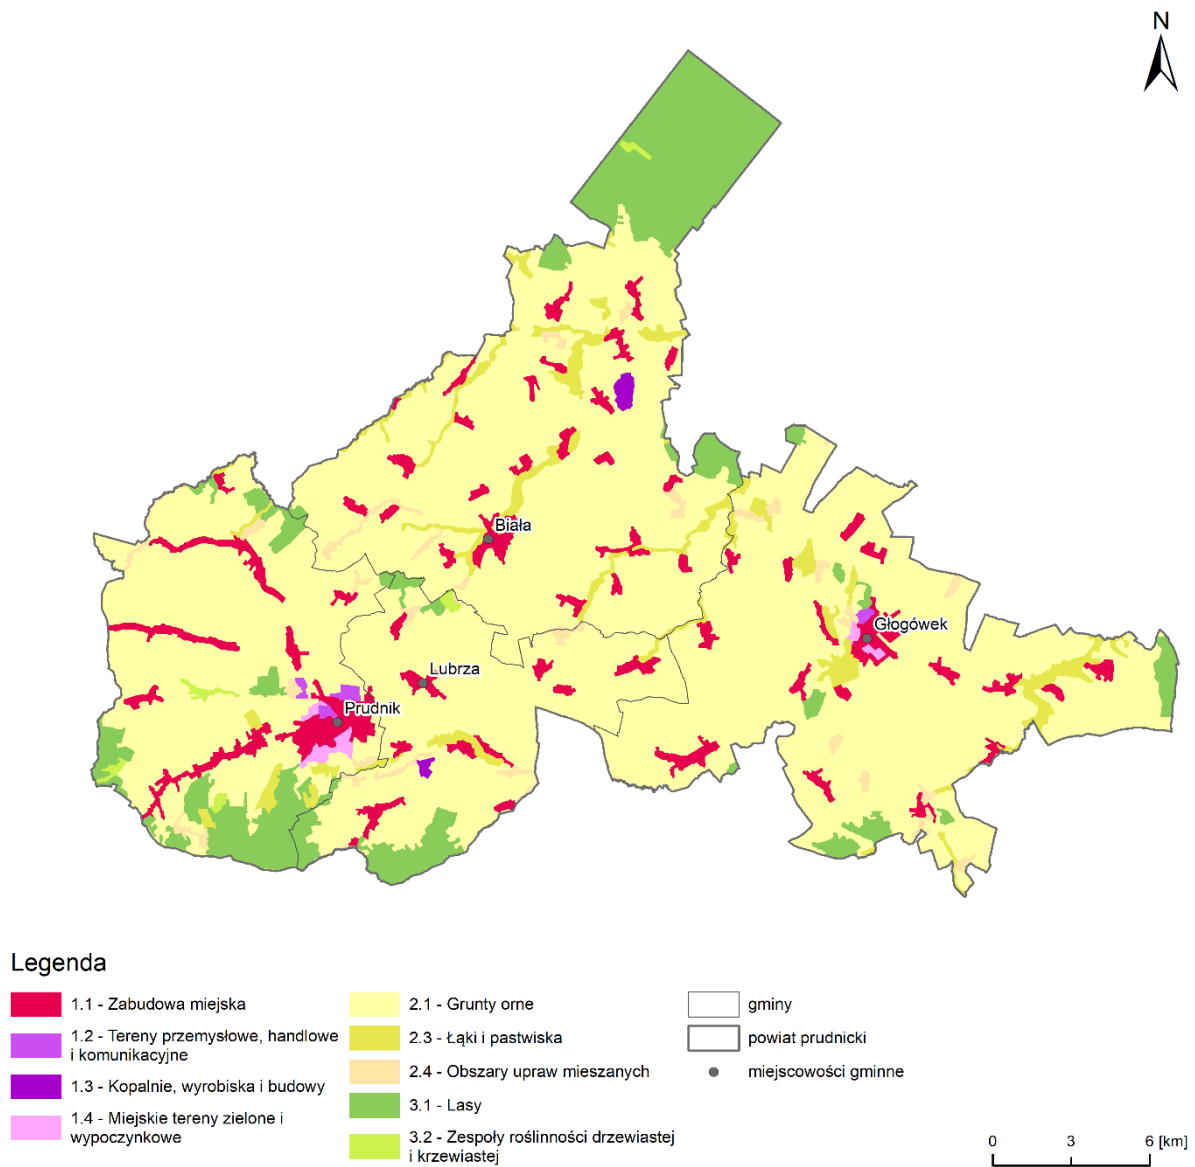 N
Biała
Głogówek
Lubrza
Prudnik
Legenda
1.1 - Zabudowa miejska
1.2 - Tereny przemysłowe, handlowe
i komunikacyjne
1.3 - Kopalnie, wyrobiska i budowy
1.4 - Miejskie tereny zielone i
wypoczynkowe
2.1 - Grunty orne
2.3 - Łąki i pastwiska
2.4 - Obszary upraw mieszanych
3.1 - Lasy
3.2 - Zespoły roślinności drzewiastej
i krzewiastej
gminy
powiat prudnicki
miejscowości gminne
0 3 6 [km]